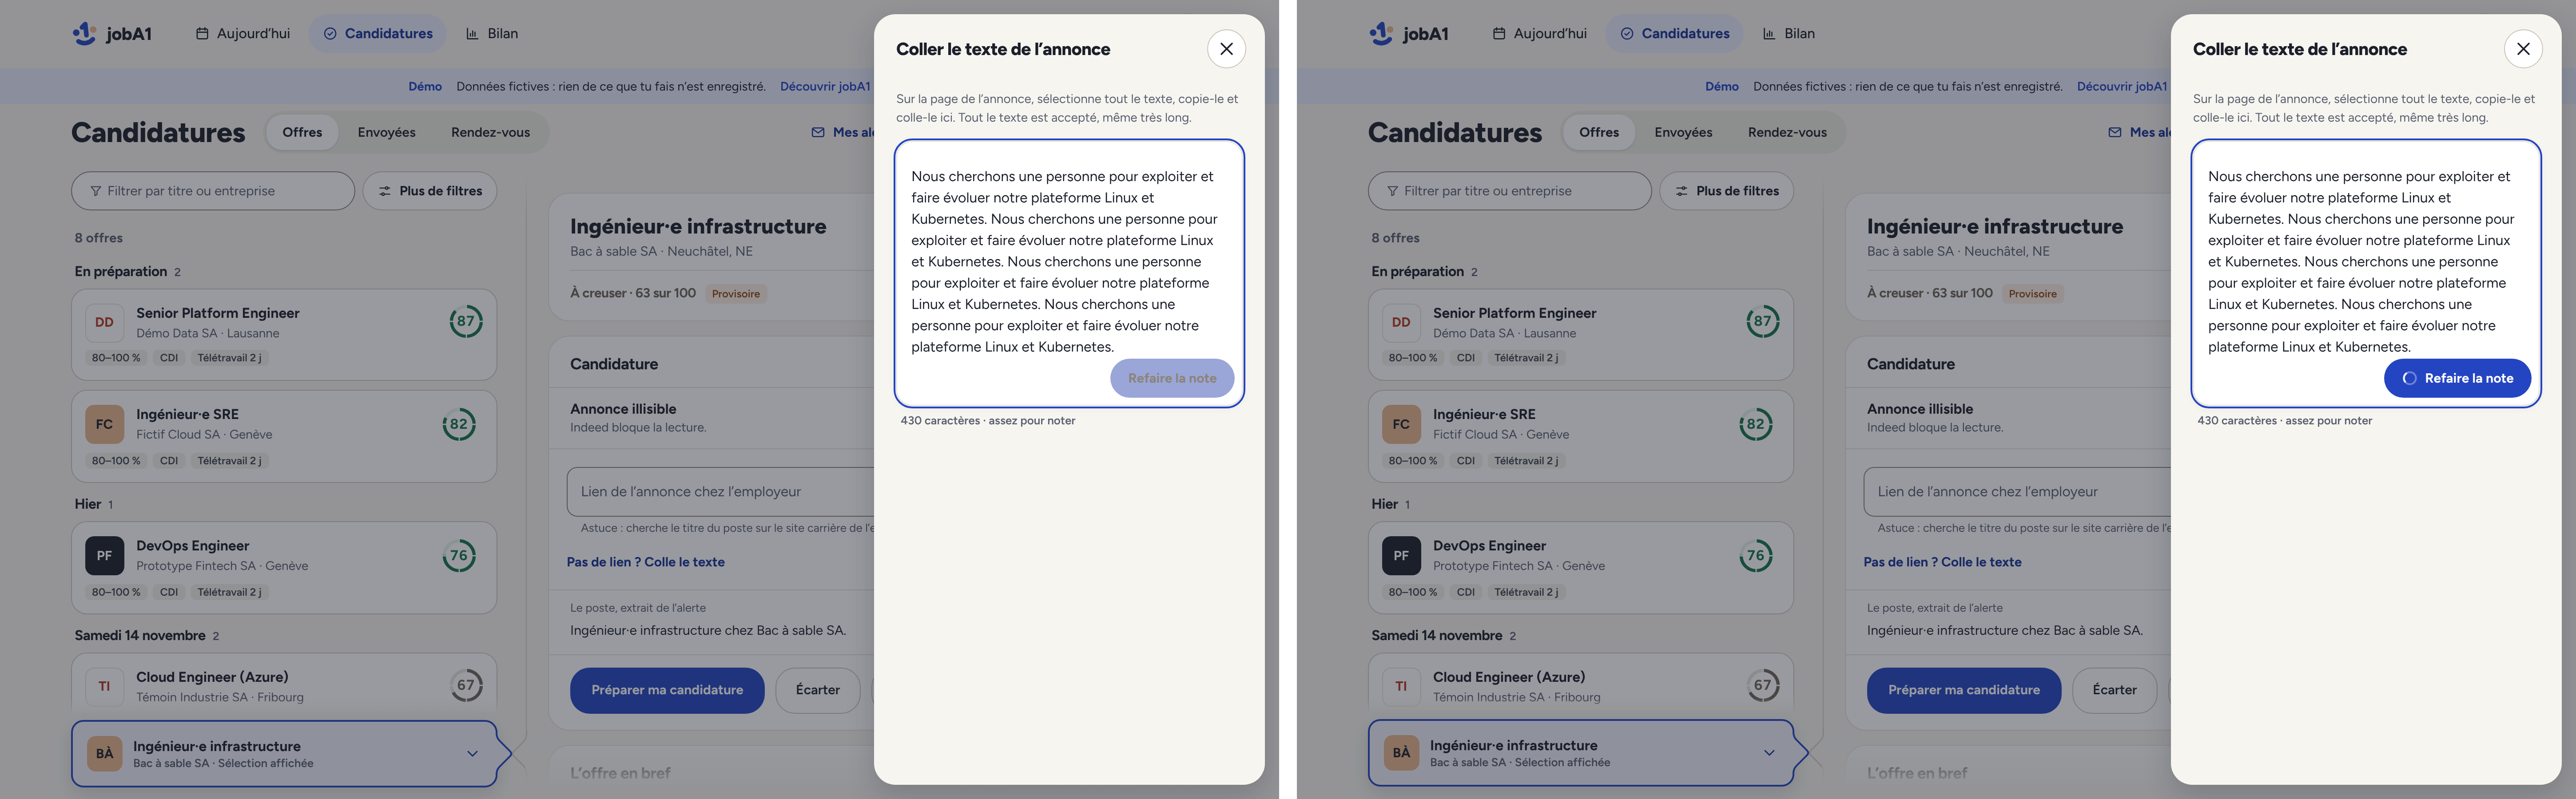 jobA1
Aujourd'hui
Candidatures
Bilan
Démo Données fictives : rien de ce que tu fais n'est enregistré. Découvrir jobA1
Candidatures
Offres
Envoyées
Rendez-vous
Mes
Filtrer par titre ou entreprise
Plus de filtres
8 offres
En préparation 2
DD
Senior Platform Engineer
Démo Data SA · Lausanne
87
80–100 %
CDI
Télétravail 2 j
FC
Ingénieur·e SRE
Fictif Cloud SA · Genève
82
80–100 %
CDI
Télétravail 2 j
Hier 1
PF
DevOps Engineer
Prototype Fintech SA · Genève
76
80–100 %
CDI
Télétravail 2 j
Samedi 14 novembre 2
TI
Cloud Engineer (Azure)
Témoin Industrie SA · Fribourg
67
BÀ
Ingénieur·e infrastructure
Bac à sable SA · Sélection affichée
Ingénieur·e infrastructure
Bac à sable SA · Neuchâtel, NE
À creuser · 63 sur 100 Provisoire
Candidature
Annonce illisible
Indeed bloque la lecture.
Lien de l'annonce chez l'employeur
Astuce : cherche le titre du poste sur le site carrière de
Pas de lien ? Colle le texte
Le poste, extrait de l'alerte
Ingénieur·e infrastructure chez Bac à sable SA.
Préparer ma candidature
Écarter
L'offre en bref
Coller le texte de l'annonce
Sur la page de l'annonce, sélectionne tout le texte, copie-le et
colle-le ici. Tout le texte est accepté, même très long.
Nous cherchons une personne pour exploiter et
faire évoluer notre plateforme Linux et
Kubernetes. Nous cherchons une personne pour
exploiter et faire évoluer notre plateforme Linux
et Kubernetes. Nous cherchons une personne
pour exploiter et faire évoluer notre plateforme
Linux et Kubernetes. Nous cherchons une
personne pour exploiter et faire évoluer notre
plateforme Linux et Kubernetes.
Refaire la note
430 caractères · assez pour noter
jobA1
Aujourd'hui
Candidatures
Bilan
Démo Données fictives : rien de ce que tu fais n'est enregistré. Découvrir jobA1
Candidatures
Offres
Envoyées
Rendez-vous
Mes
Filtrer par titre ou entreprise
Plus de filtres
8 offres
En préparation 2
DD
Senior Platform Engineer
Démo Data SA · Lausanne
87
80–100 %
CDI
Télétravail 2 j
FC
Ingénieur·e SRE
Fictif Cloud SA · Genève
82
80–100 %
CDI
Télétravail 2 j
Hier 1
PF
DevOps Engineer
Prototype Fintech SA · Genève
76
80–100 %
CDI
Télétravail 2 j
Samedi 14 novembre 2
TI
Cloud Engineer (Azure)
Témoin Industrie SA · Fribourg
67
BÀ
Ingénieur·e infrastructure
Bac à sable SA · Sélection affichée
Ingénieur·e infrastructure
Bac à sable SA · Neuchâtel, NE
À creuser · 63 sur 100 Provisoire
Candidature
Annonce illisible
Indeed bloque la lecture.
Lien de l'annonce chez l'employeur
Astuce : cherche le titre du poste sur le site carrière de
Pas de lien ? Colle le texte
Le poste, extrait de l'alerte
Ingénieur·e infrastructure chez Bac à sable SA.
Préparer ma candidature
Écarter
L'offre en bref
Coller le texte de l'annonce
Sur la page de l'annonce, sélectionne tout le texte, copie-le et
colle-le ici. Tout le texte est accepté, même très long.
Nous cherchons une personne pour exploiter et
faire évoluer notre plateforme Linux et
Kubernetes. Nous cherchons une personne pour
exploiter et faire évoluer notre plateforme Linux
et Kubernetes. Nous cherchons une personne
pour exploiter et faire évoluer notre plateforme
Linux et Kubernetes. Nous cherchons une
personne pour exploiter et faire évoluer notre
plateforme Linux et Kubernetes.
Refaire la note
430 caractères · assez pour noter